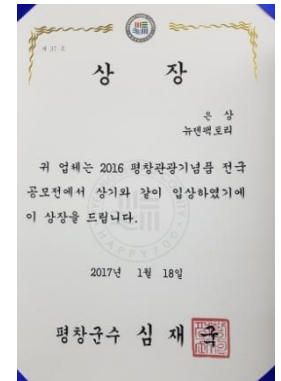 제 37 호
상 장
은 상
뉴텐팩토리
귀 업체는 2016 평창관광기념품 전국
공모전에서 상기와 같이 입상하였기에
이 상장을 드립니다.
HAPPY700
2017년 1월 18일
평창군수 심 재 국